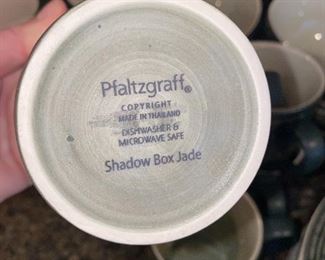 Pfaltzgraff®
COPYRIGHT
MADE IN THAILAND
DISHWASHER &
MICROWAVE SAFE
Shadow Box Jade